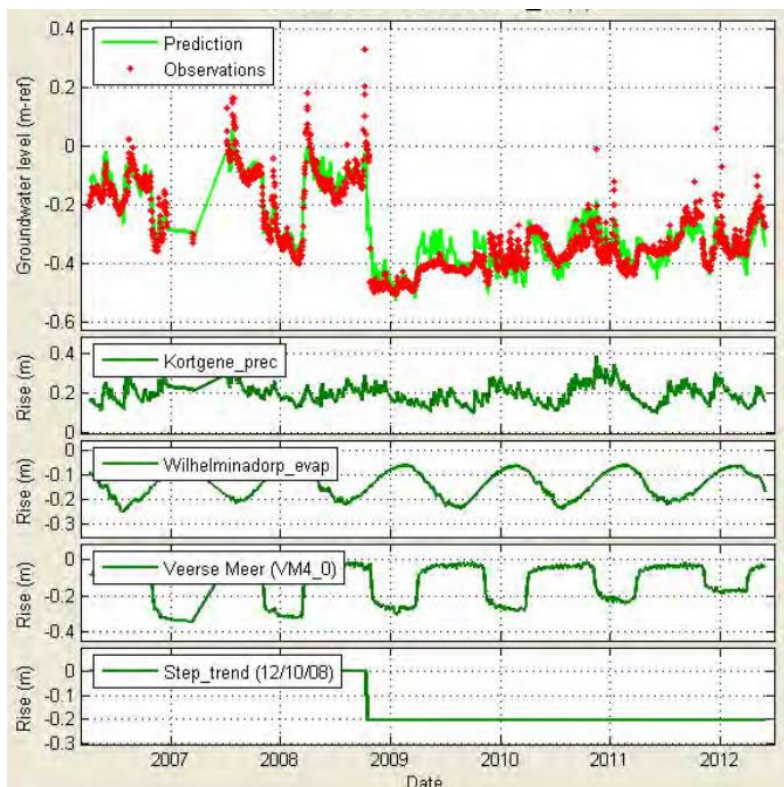 0.4
Prediction
Observations
0.2
0
-0.2
-0.4
-0.6
Groundwater level (m-ref)
Kortgene_prec
0.4
0.2
0
Rise (m)
Wilhelminadorp_evap
-0.1
-0.2
-0.3
Rise (m)
Veerse Meer (VM4_0)
0
-0.2
-0.4
Rise (m)
Step_trend (12/10/08)
0
-0.1
-0.2
-0.3
Rise (m)
2007 2008 2009 2010 2011 2012
Date